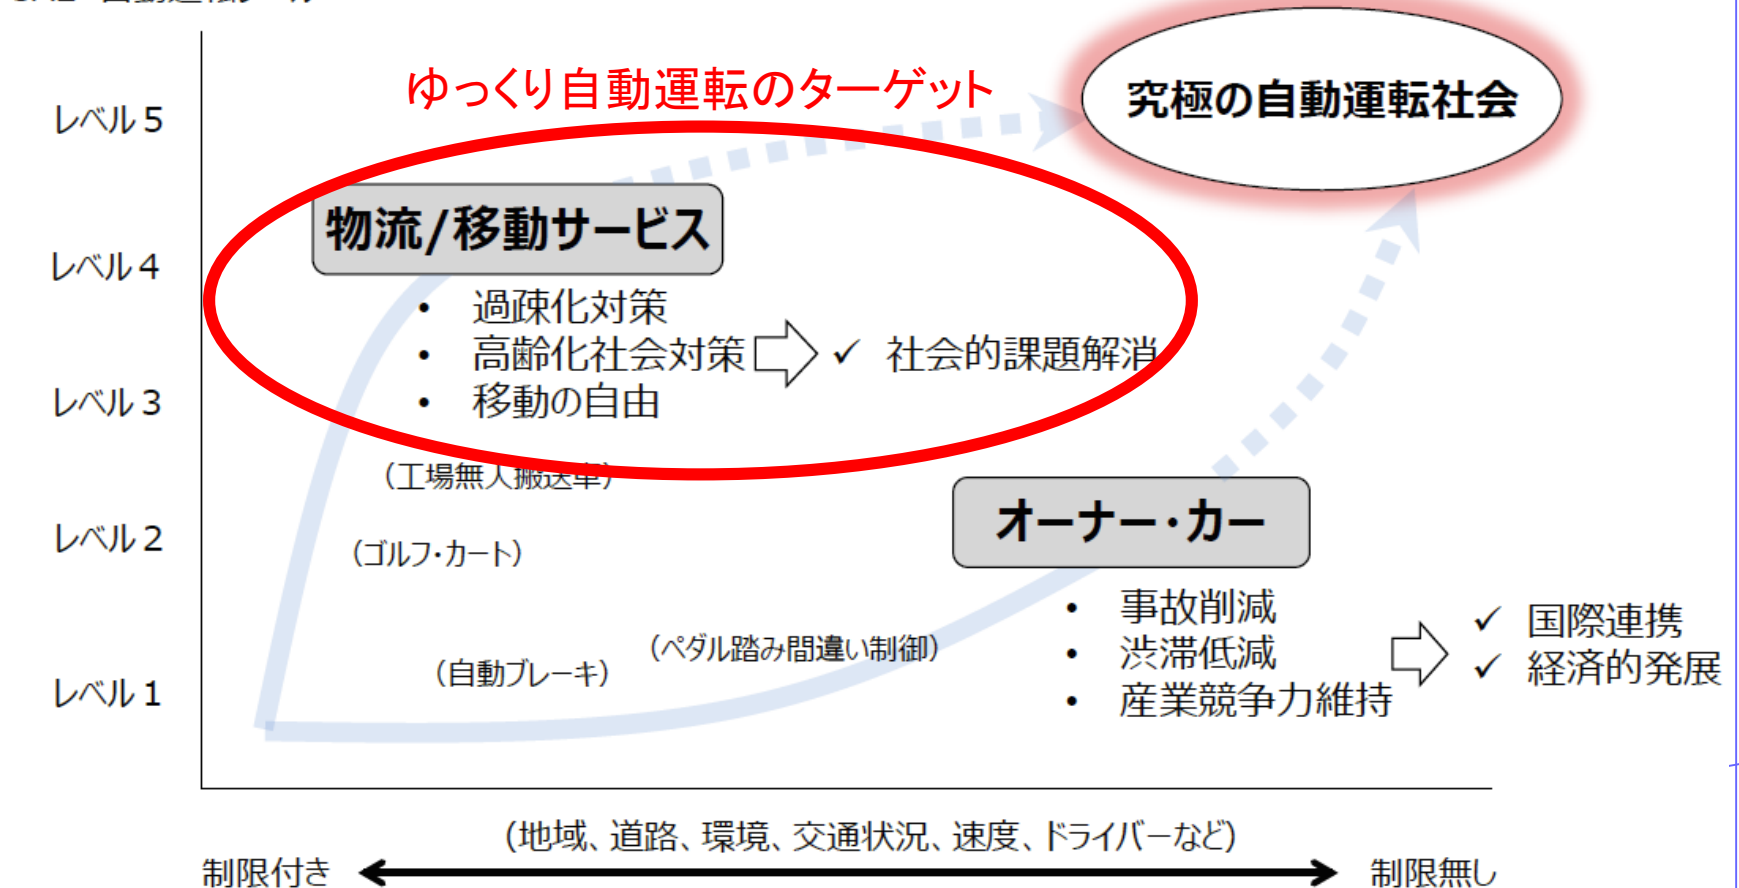 ゆっくり自動運転のターゲット
究極の自動運転社会
レベル5
物流/移動サービス
レベル4
• 過疎化対策
• 高齢化社会対策
✓ 社会的課題解消
• 移動の自由
レベル3
(工場無人搬送車)
オーナー・カー
レベル2
(ゴルフ・カート)
• 事故削減
• 渋滞低減
• 産業競争力維持
✓ 国際連携
✓ 経済的発展
(ペダル踏み間違い制御)
(自動ブレーキ)
レベル1
(地域、道路、環境、交通状況、速度、ドライバーなど)
制限付き
制限無し